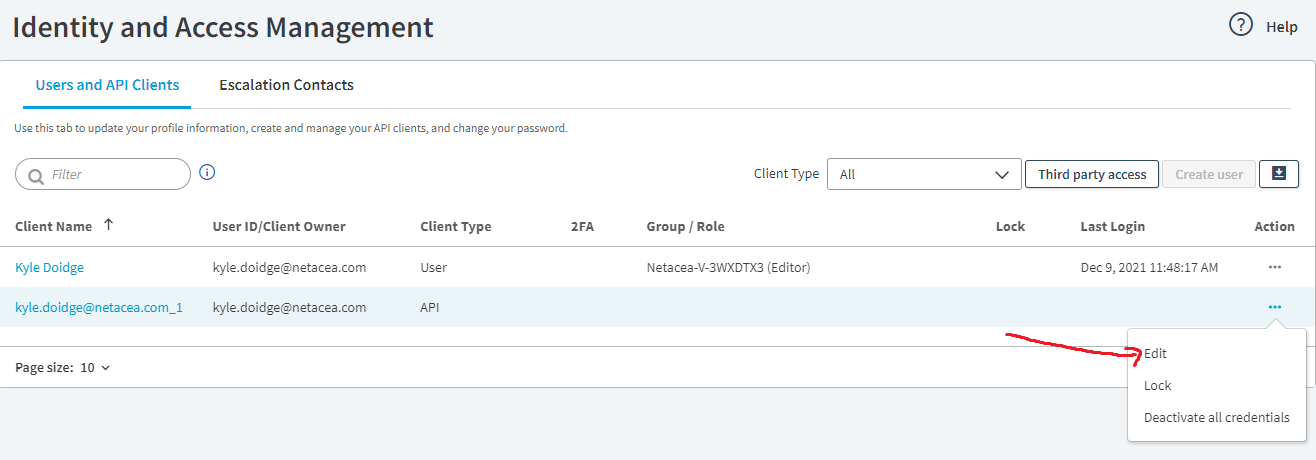 Identity and Access Management
Help
Users and API Clients Escalation Contacts
Use this tab to update your profile information, create and manage your API clients, and change your password.
Filter Client Type All Third party access Create user
Client Name User ID/Client Owner Client Type 2FA Group / Role Lock Last Login Action
Kyle Doidge kyle.doidge@netacea.com User Netacea-V-3WXDTX3 (Editor) Dec 9, 2021 11:48:17 AM
kyle.doidge@netacea.com_1 kyle.doidge@netacea.com API
Edit
Page size: 10
Lock
Deactivate all credentials